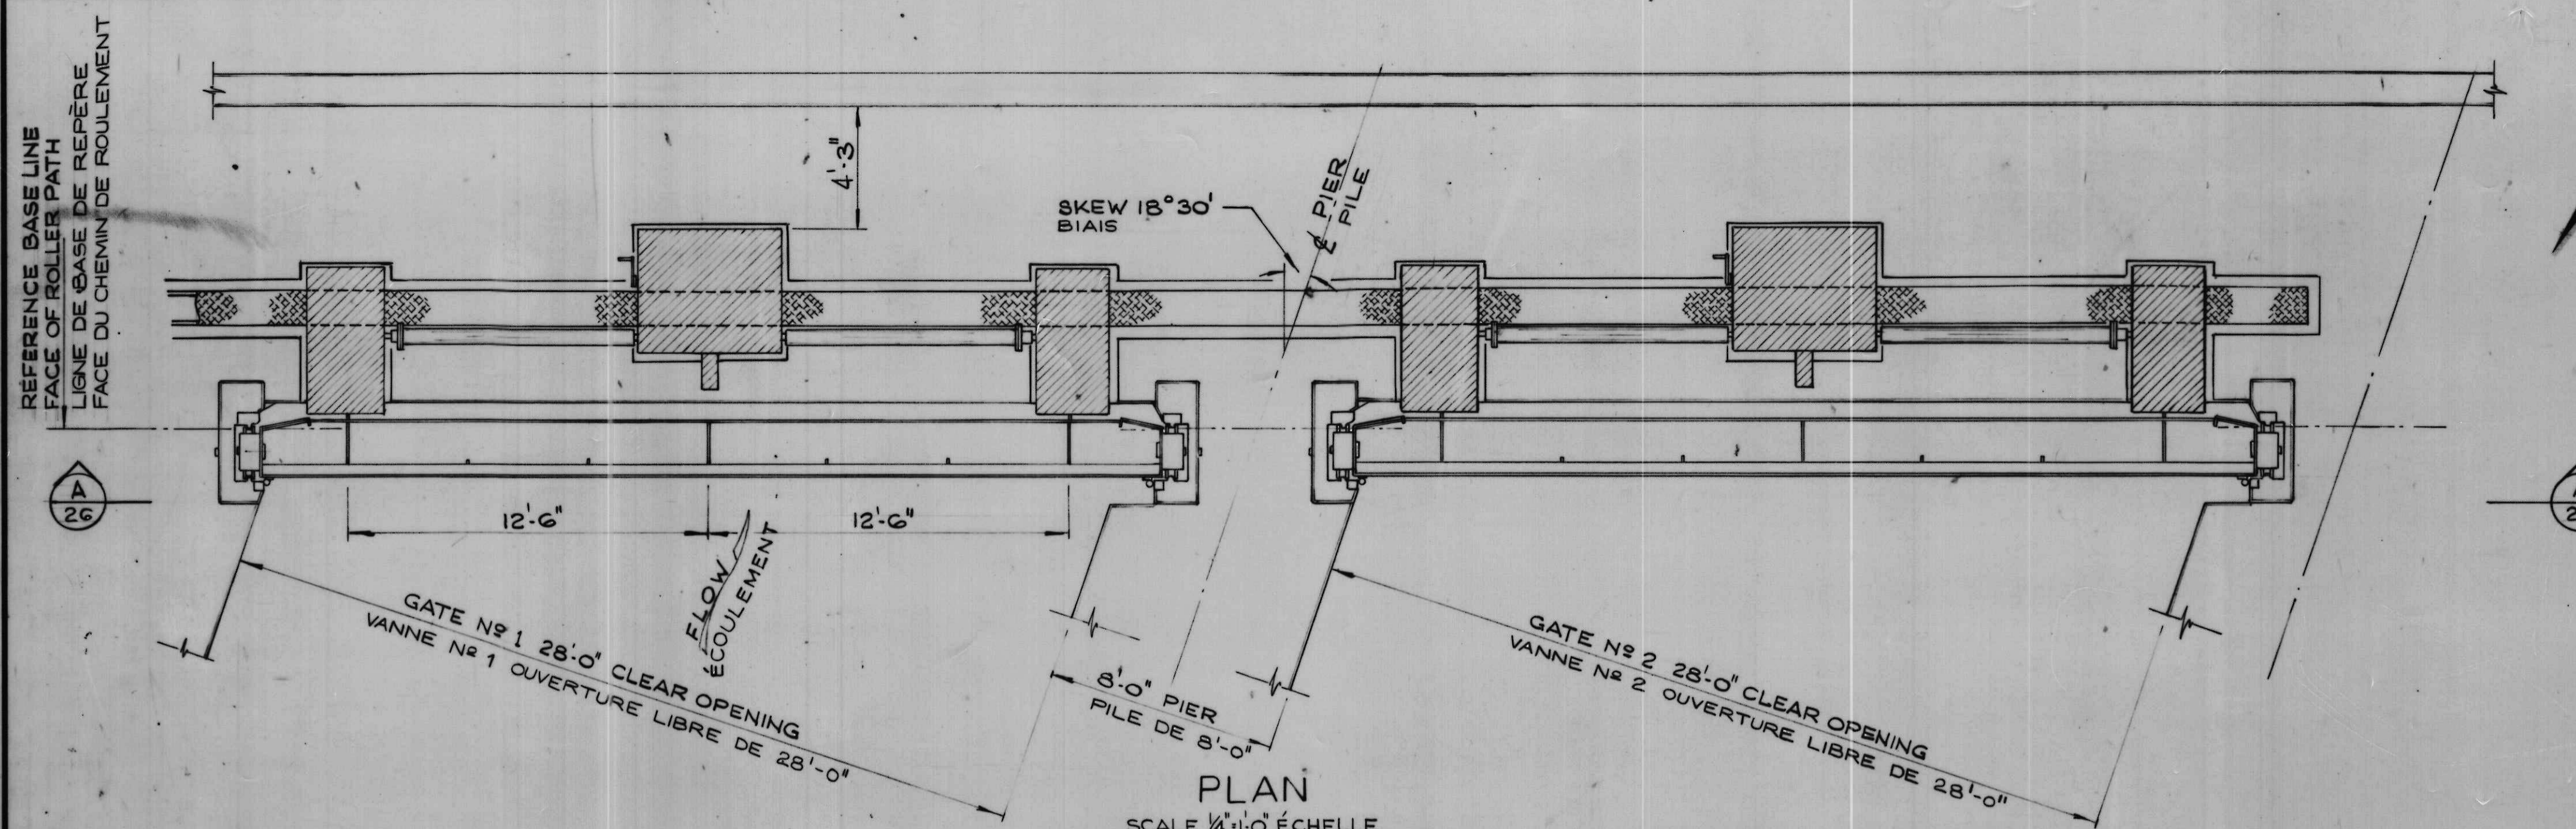 REFERENCE BASE LINE
FACE OF ROLLER PATH
LIGNE DE BASE DE REPÈRE
FACE DU CHEMIN DE ROULEMENT
4'-3"
SKEW 18°30'
BIAIS
℄ PIER
PILE
A
26
12'-6"
12'-6"
FLOW
ÉCOULEMENT
GATE Nº 1 28'-0" CLEAR OPENING
VANNE Nº 1 OUVERTURE LIBRE DE 28'-0"
8'-0" PIER
PILE DE 8'-0"
GATE Nº 2 28'-0" CLEAR OPENING
VANNE Nº 2 OUVERTURE LIBRE DE 28'-0"
PLAN
SCALE ¼"=1'-0" ÉCHELLE